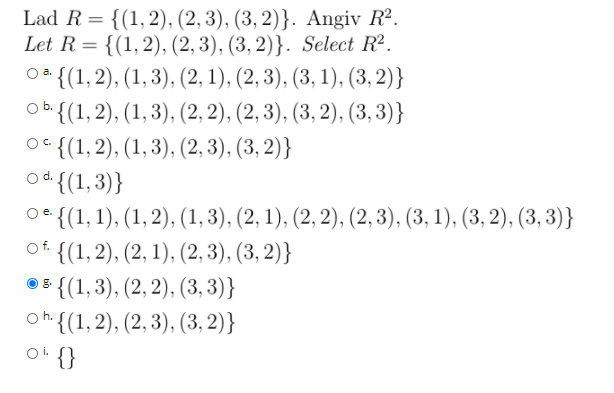 Lad R = {(1, 2), (2, 3), (3, 2)}. Angiv R².
Let R = {(1, 2), (2, 3), (3, 2)}. Select R².
a. {(1, 2), (1, 3), (2, 1), (2, 3), (3, 1), (3, 2)}
b. {(1, 2), (1, 3), (2, 2), (2, 3), (3, 2), (3, 3)}
c. {(1, 2), (1, 3), (2, 3), (3, 2)}
d. {(1, 3)}
e. {(1, 1), (1, 2), (1, 3), (2, 1), (2, 2), (2, 3), (3, 1), (3, 2), (3, 3)}
f. {(1, 2), (2, 1), (2, 3), (3, 2)}
g. {(1, 3), (2, 2), (3, 3)}
h. {(1, 2), (2, 3), (3, 2)}
i. {}